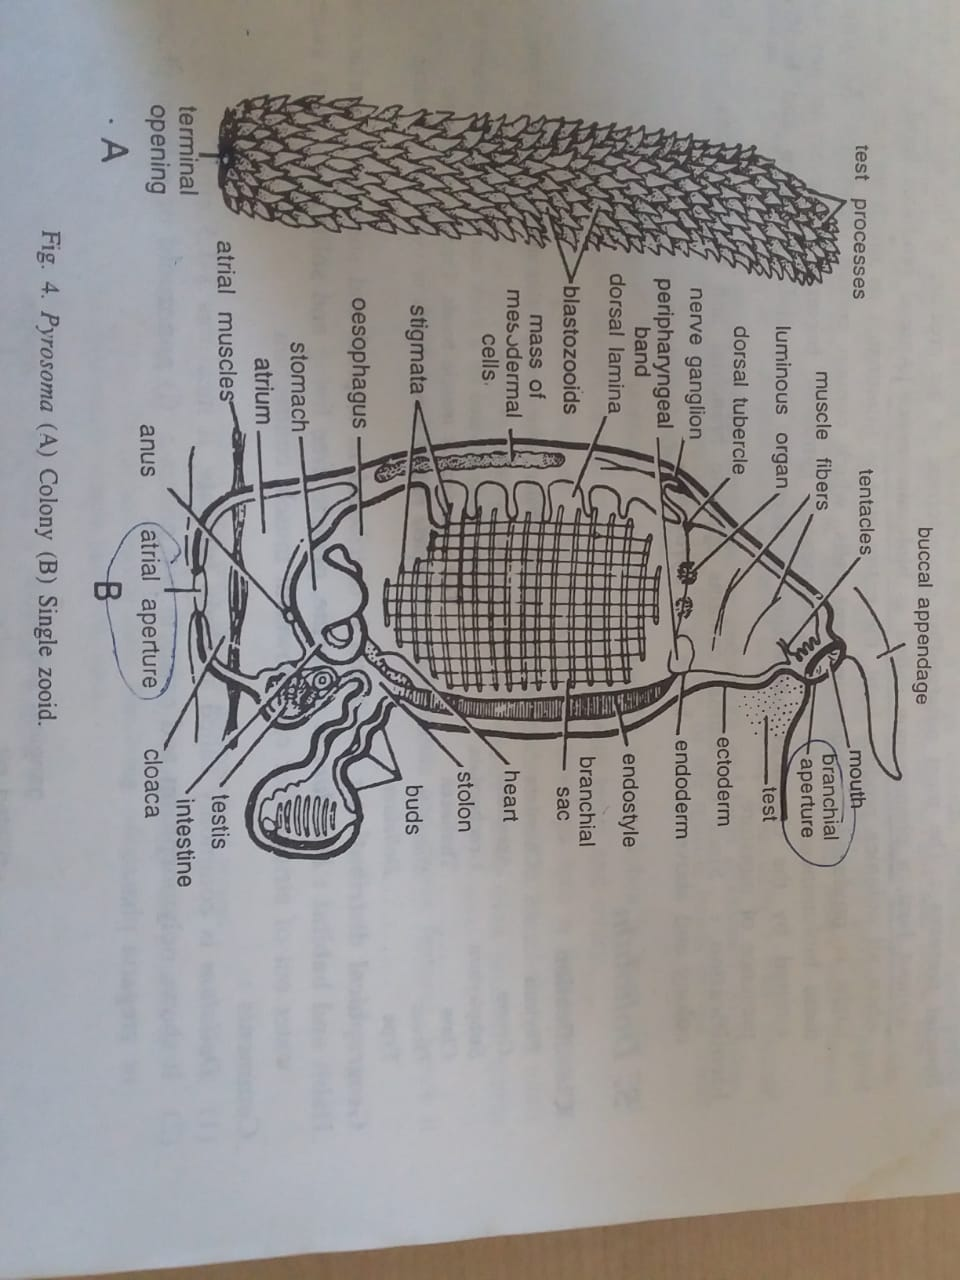 test processes
terminal
opening
A
blastozooids
buccal appendage
tentacles
muscle fibers
luminous organ
dorsal tubercle
nerve ganglion
peripharyngeal
band
dorsal lamina
mass of
mesodermal
cells
stigmata
oesophagus
stomach
atrium
atrial muscles
anus
atrial aperture
B
mouth
branchial
aperture
test
ectoderm
endoderm
endostyle
branchial
sac
heart
stolon
buds
testis
intestine
cloaca
Fig. 4. Pyrosoma (A) Colony (B) Single zooid.